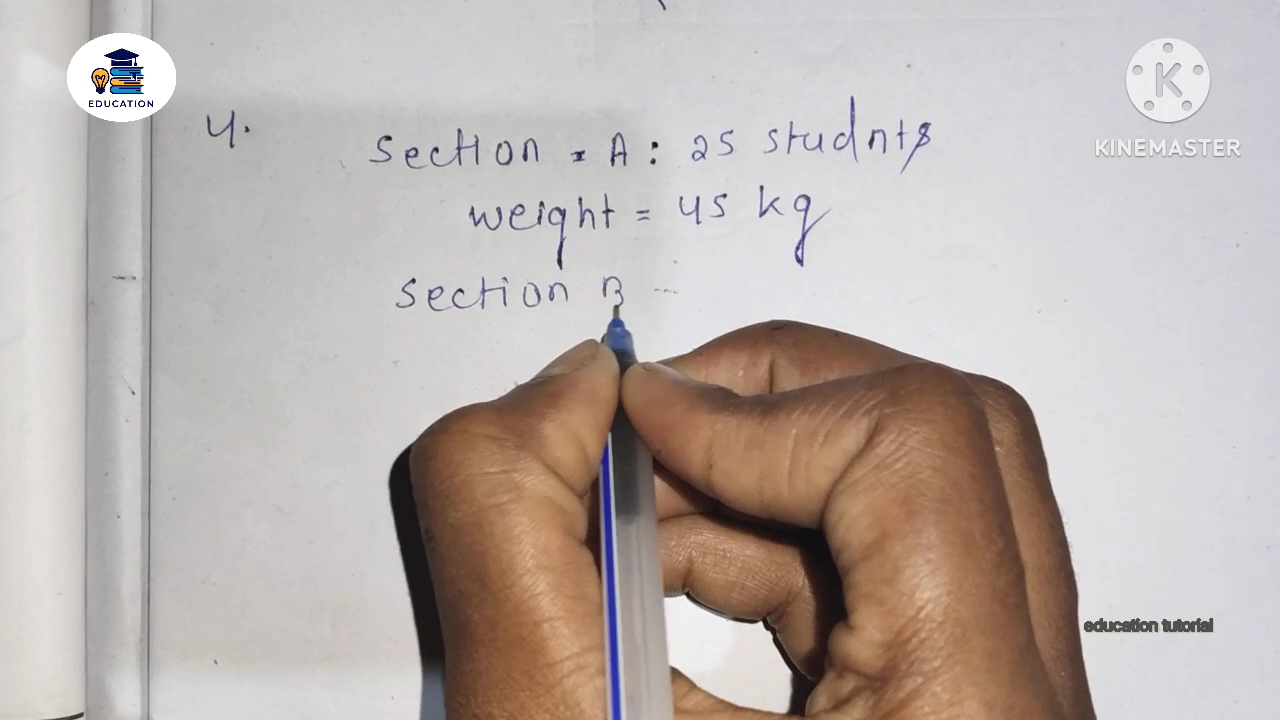 EDUCATION
KINEMASTER
4.
Section - A : 25 studnts
weight = 45 kg
Section B
education tutorial